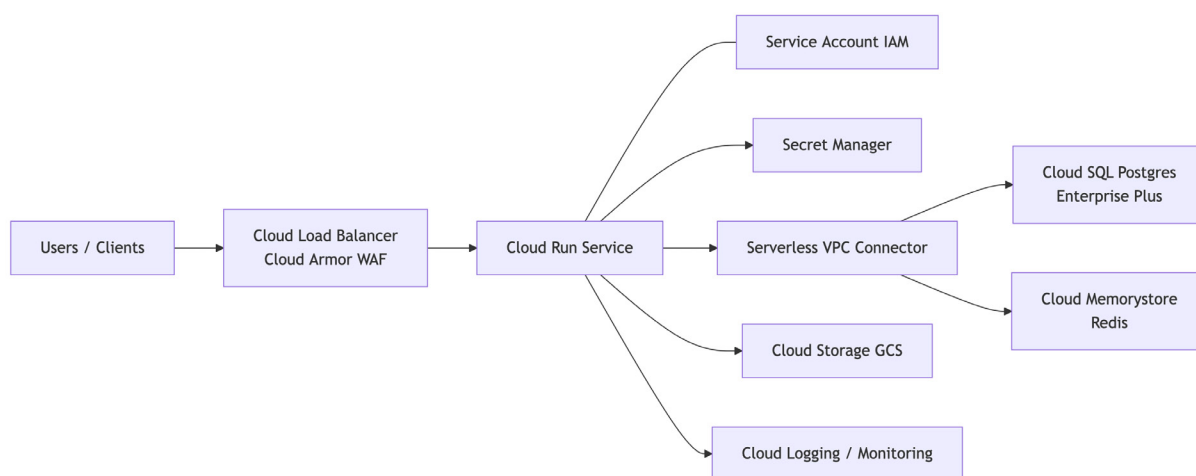 Service Account IAM
Secret Manager
Cloud SQL Postgres
Enterprise Plus
Users / Clients
Cloud Load Balancer
Cloud Armor WAF
Cloud Run Service
Serverless VPC Connector
Cloud Memorystore
Redis
Cloud Storage GCS
Cloud Logging / Monitoring